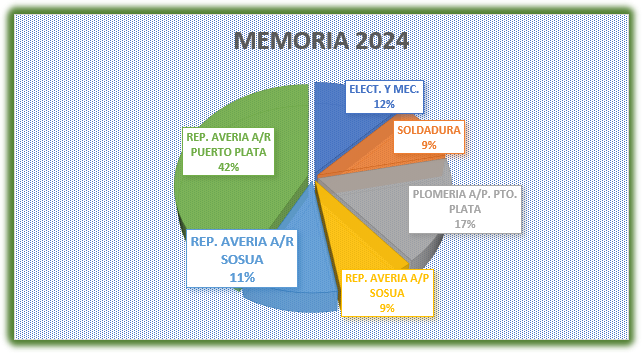 MEMORIA 2024
ELECT. Y MEC.
12%
SOLDADURA
9%
PLOMERIA A/P. PTO.
PLATA
17%
REP. AVERIA A/P
SOSUA
9%
REP. AVERIA A/R
SOSUA
11%
REP. AVERIA A/R
PUERTO PLATA
42%